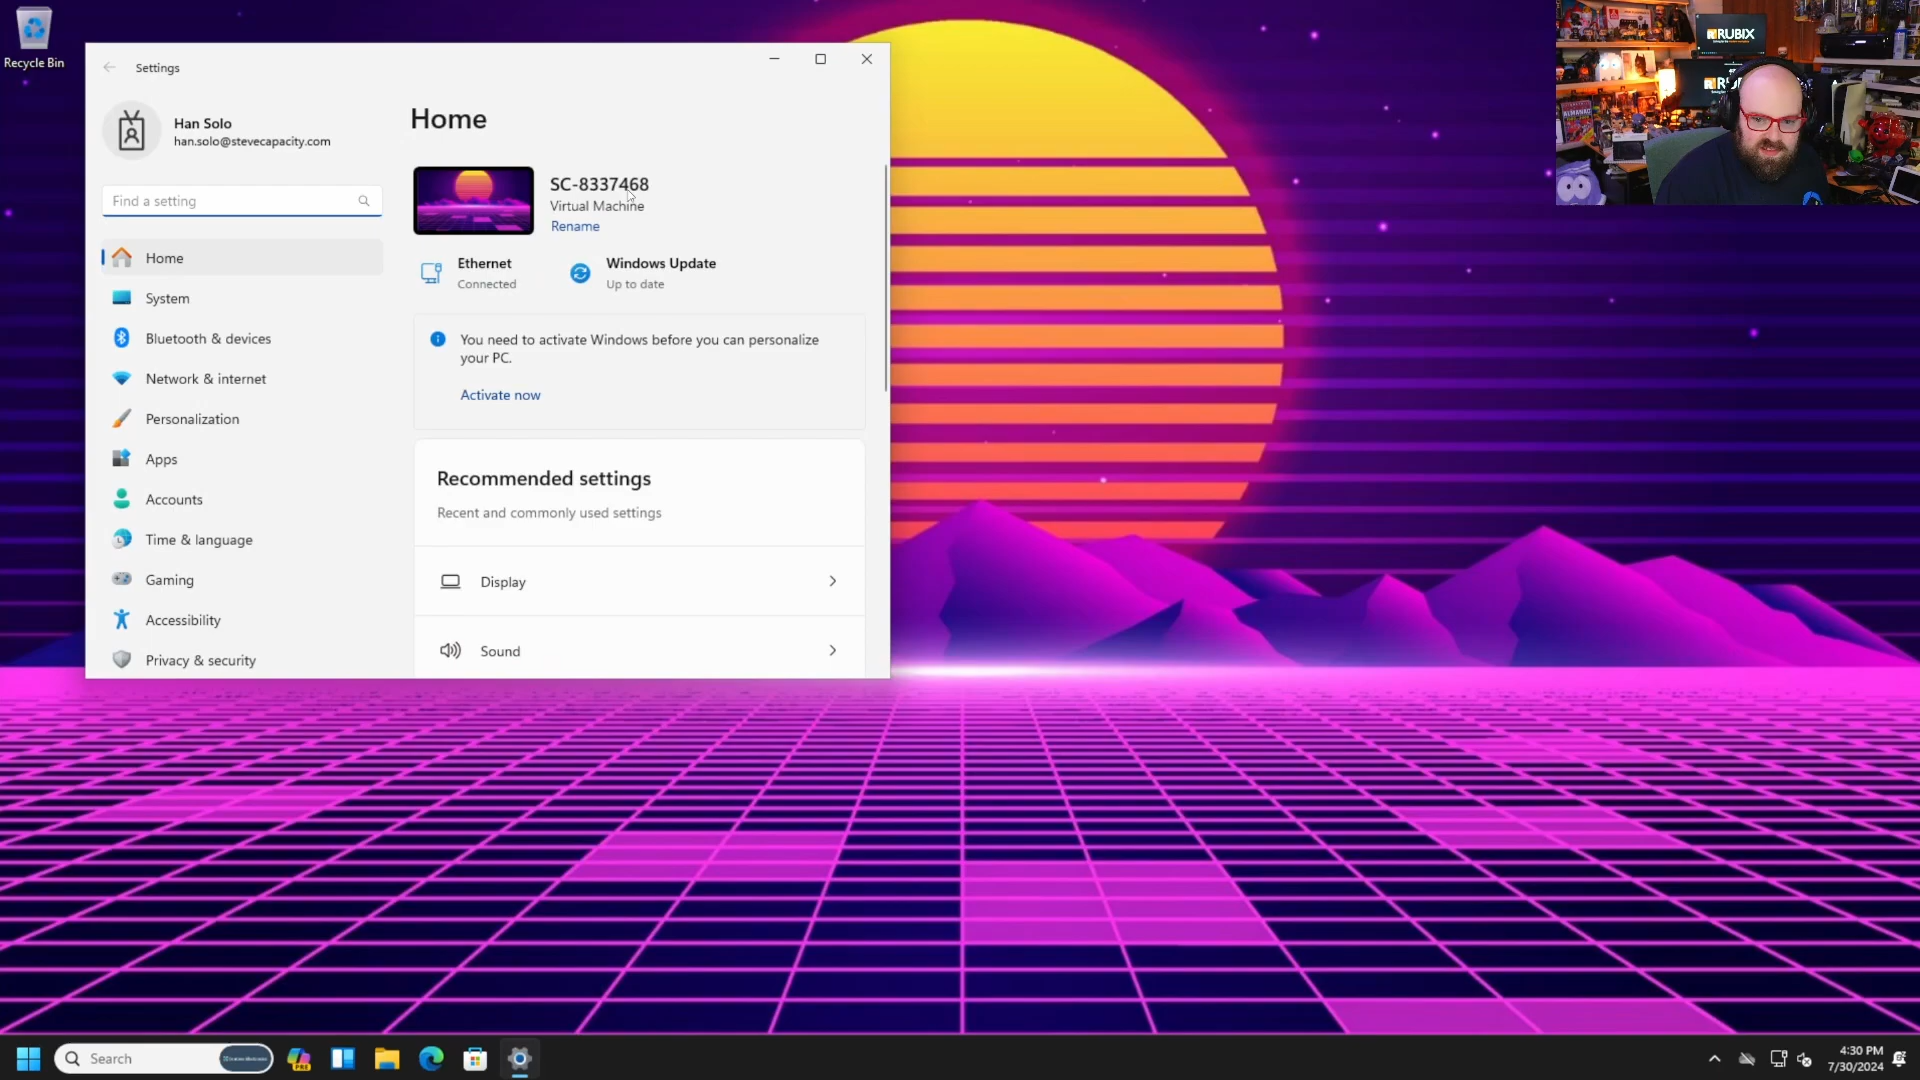 Recycle Bin
Settings
Han Solo
han.solo@stevecapacity.com
Find a setting
Home
System
Bluetooth & devices
Network & internet
Personalization
Apps
Accounts
Time & language
Gaming
Accessibility
Privacy & security
Home
SC-8337468
Virtual Machine
Rename
Ethernet
Connected
Windows Update
Up to date
You need to activate Windows before you can personalize
your PC.
Activate now
Recommended settings
Recent and commonly used settings
Display
Sound
RUBIX
ALMANAC
Search
PRE
4:30 PM
7/30/2024